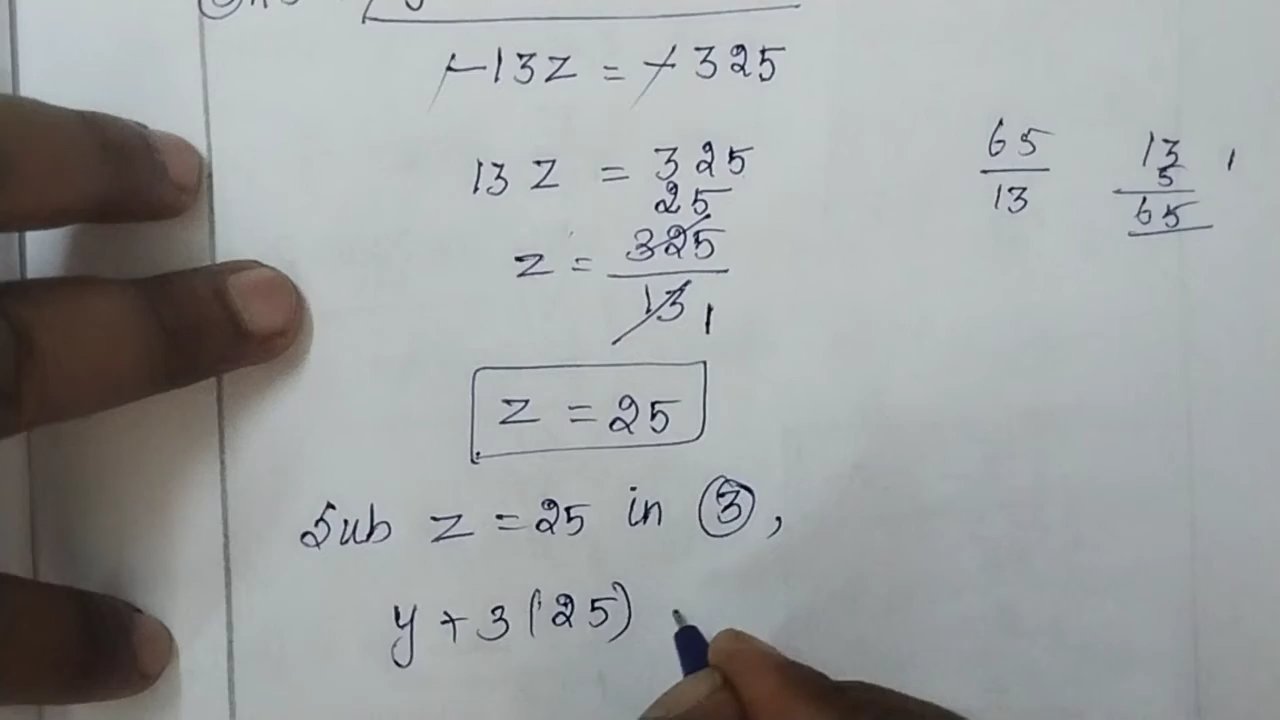 -13z = -325
13z = 325
25
z = 325/13 1
z = 25
Sub z = 25 in ③,
y + 3(25)
65/13
13
5
65